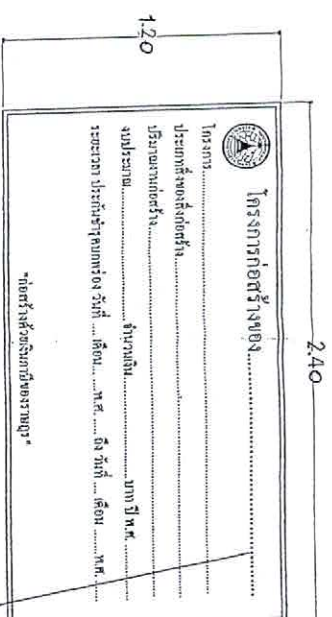 2.40
1.20
โครงการก่อสร้างของ..............................
โครงการ..............................
ประเภทสิ่งของสิ่งก่อสร้าง..............................
ปริมาณงานก่อสร้าง..............................
งบประมาณ....................จำนวนเงิน....................บาท ปี พ.ศ. ..........
ระยะเวลา ประกันชำรุดบกพร่อง วันที่ .... เดือน........พ.ศ. ..... ถึง วันที่ .... เดือน ........พ.ศ. .....
"ก่อสร้างด้วยเงินภาษีของราษฎร"